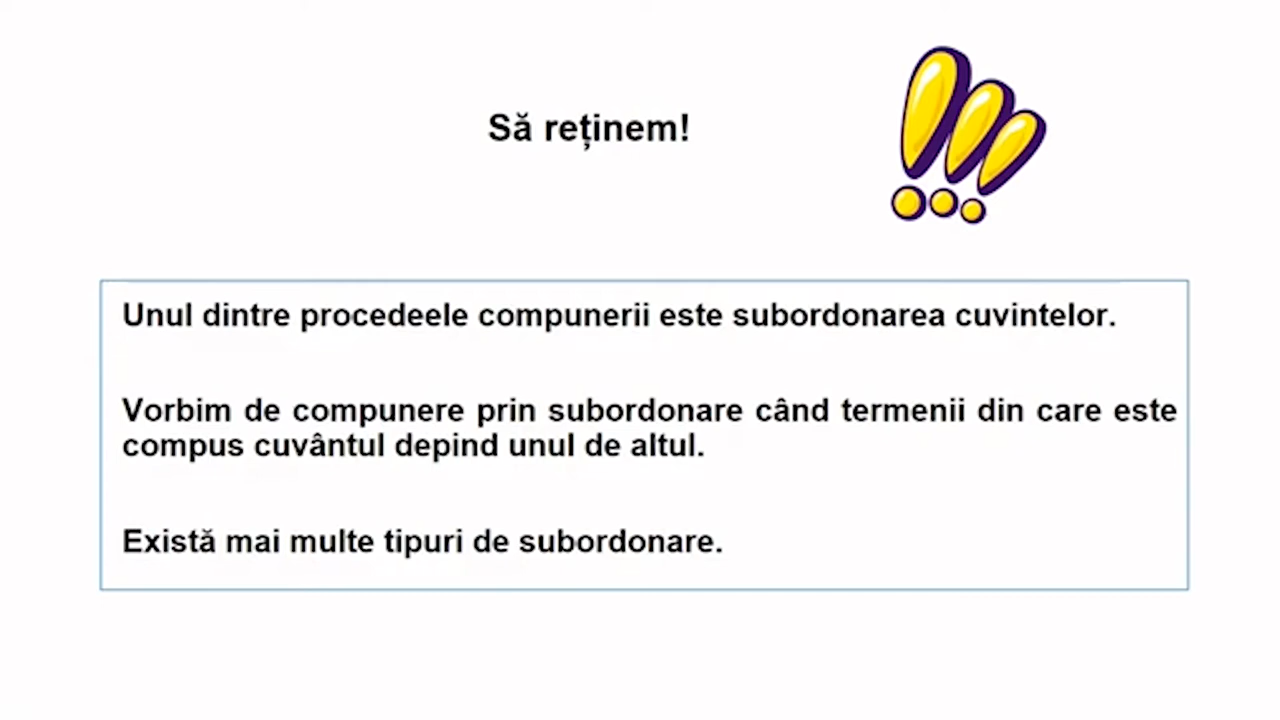 Să reținem!
Unul dintre procedeele compunerii este subordonarea cuvintelor.
Vorbim de compunere prin subordonare când termenii din care este
compus cuvântul depind unul de altul.
Există mai multe tipuri de subordonare.